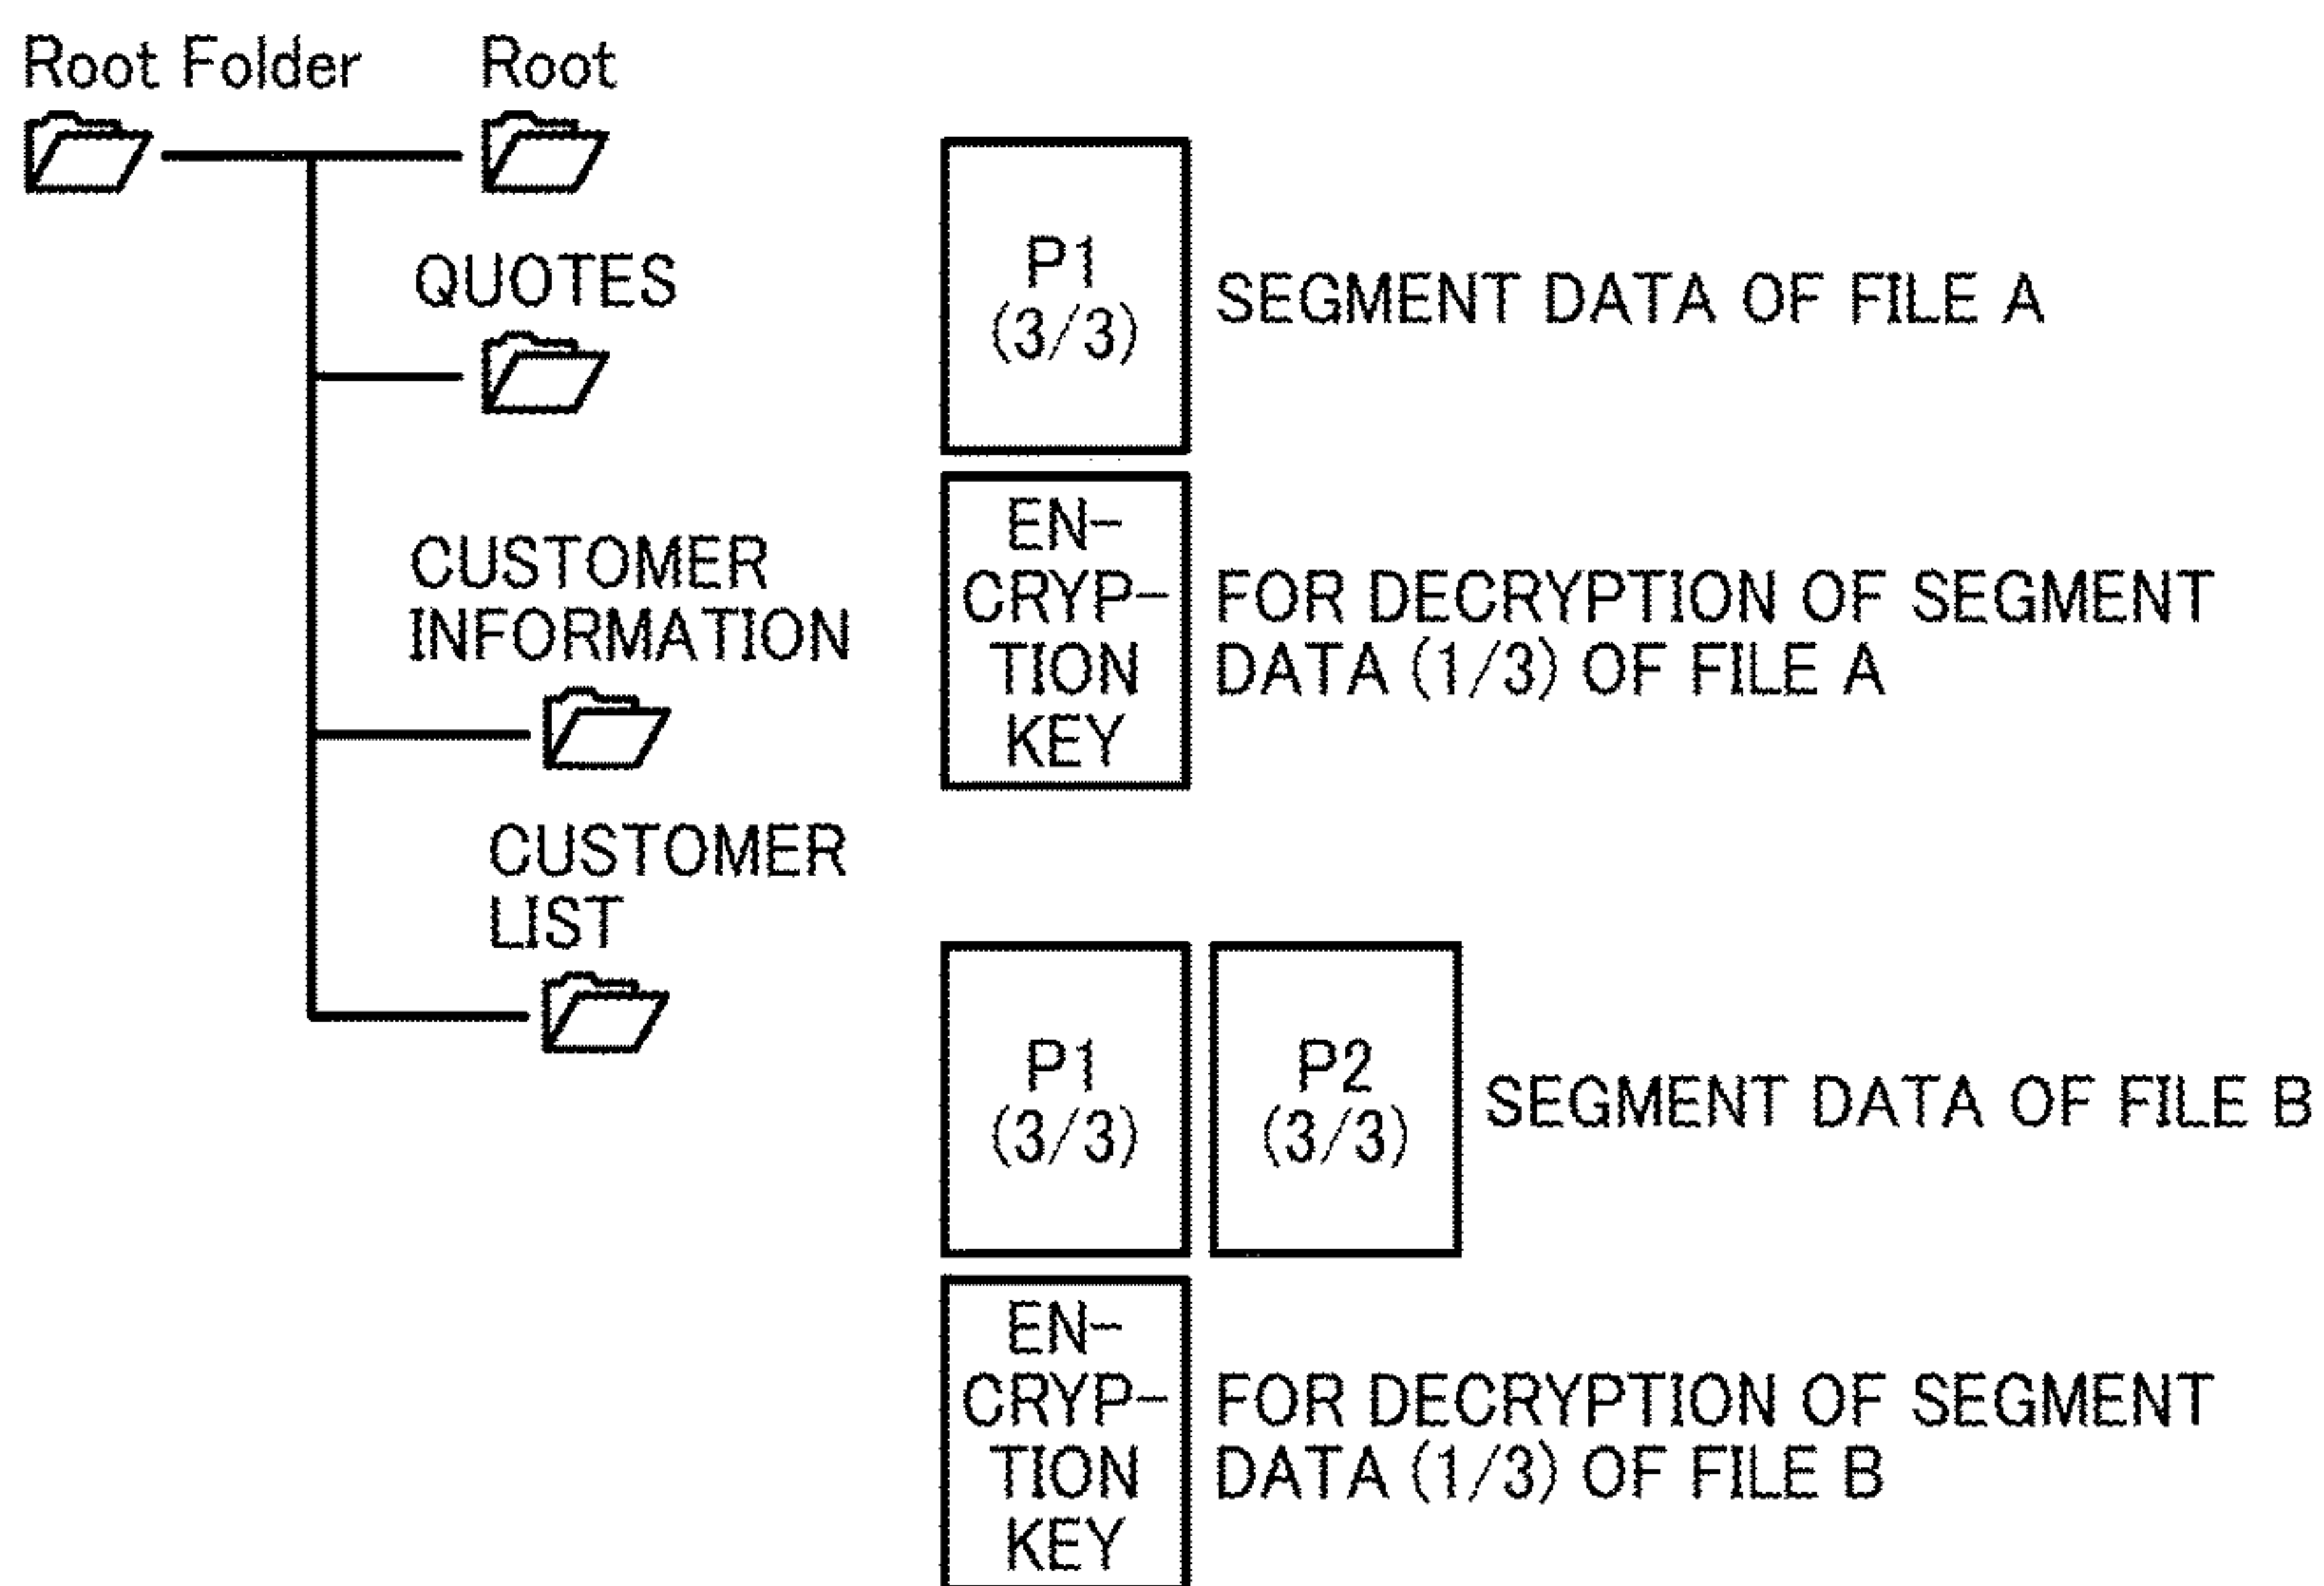 Root Folder
Root
QUOTES
CUSTOMER
INFORMATION
CUSTOMER
LIST
P1
(3/3)
SEGMENT DATA OF FILE A
EN-
CRYP-
TION
KEY
FOR DECRYPTION OF SEGMENT
DATA (1/3) OF FILE A
P1
(3/3)
P2
(3/3)
SEGMENT DATA OF FILE B
EN-
CRYP-
TION
KEY
FOR DECRYPTION OF SEGMENT
DATA (1/3) OF FILE B